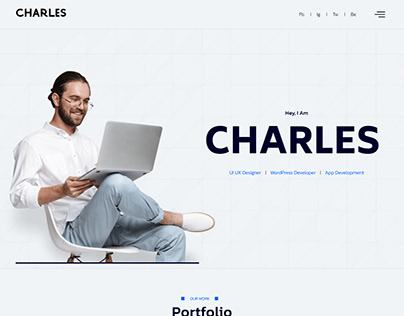 CHARLES
Fb | Ig | Tw | Be
Hey, I Am
CHARLES
UI UX Designer | WordPress Developer | App Development
OUR WORK
Portfolio